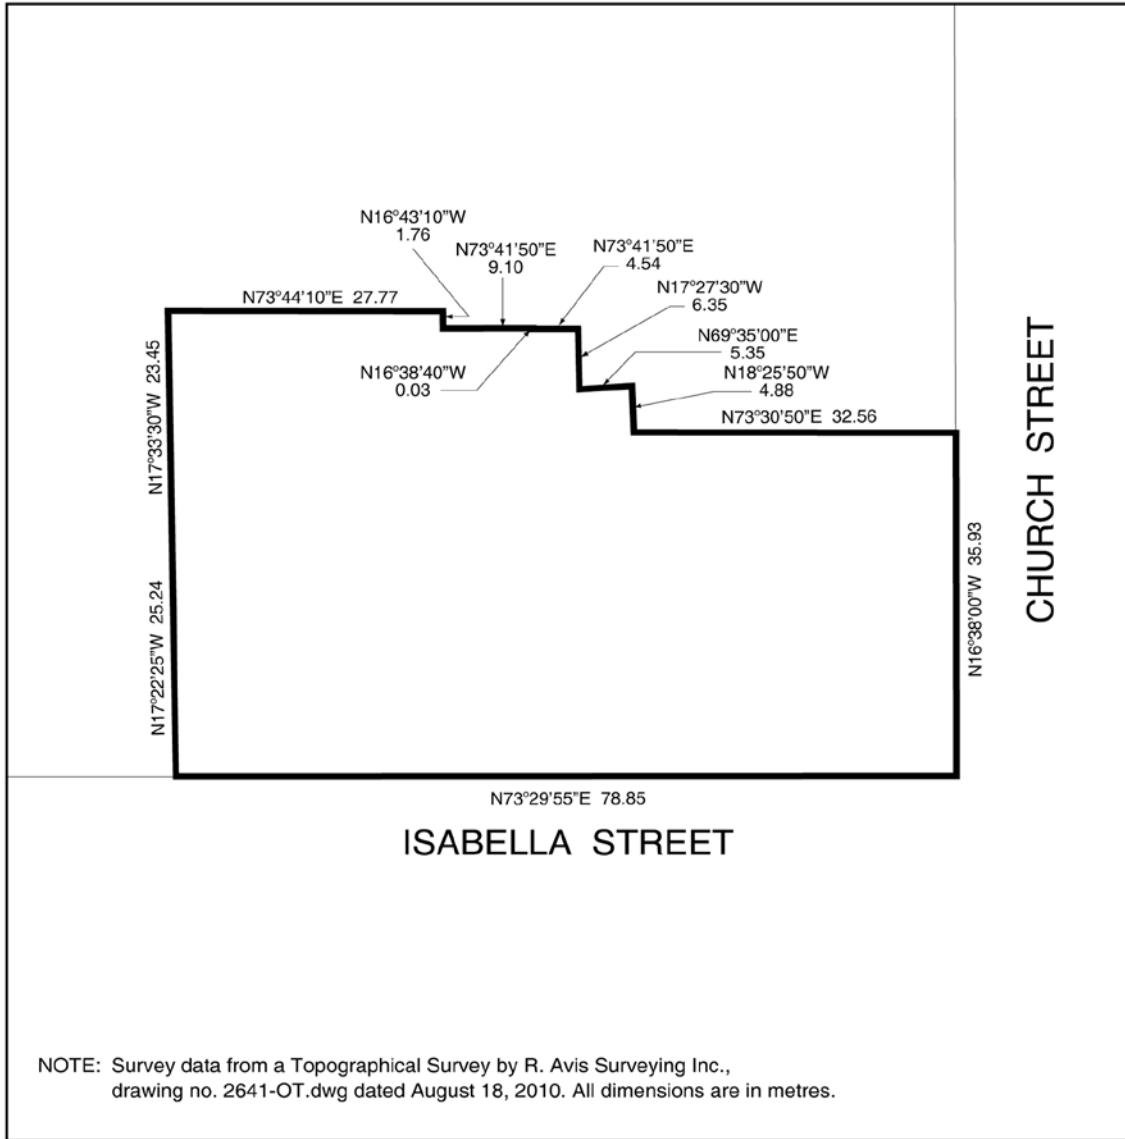 N16°43'10"W
1.76
N73°41'50"E
9.10
N73°41'50"E
4.54
N17°27'30"W
6.35
N73°44'10"E 27.77
N69°35'00"E
5.35
N16°38'40"W
0.03
N18°25'50"W
4.88
N73°30'50"E 32.56
N17°33'30"W 23.45
N17°22'25"W 25.24
N16°38'00"W 35.93
CHURCH STREET
N73°29'55"E 78.85
ISABELLA STREET
NOTE: Survey data from a Topographical Survey by R. Avis Surveying Inc.,
drawing no. 2641-OT.dwg dated August 18, 2010. All dimensions are in metres.